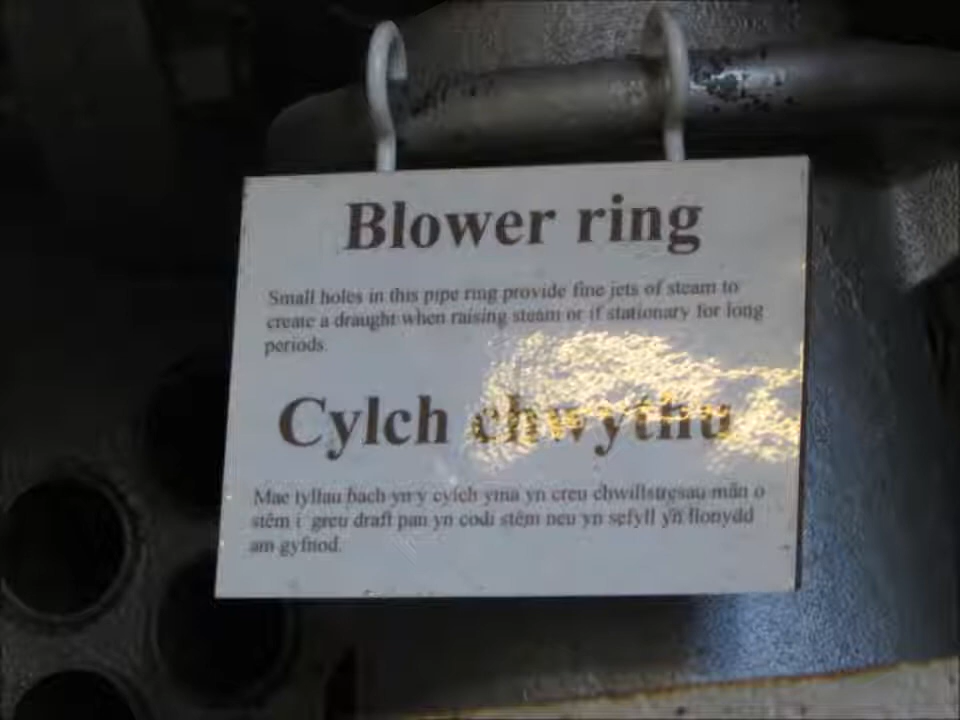 Blower ring
Small holes in this pipe ring provide fine jets of steam to
create a draught when raising steam or if stationary for long
periods.
Cylch chwythu
Mae tyllau bach yn y cylch yma yn creu chwillstresau mân o
stêm i greu draft pan yn codi stêm neu yn sefyll yn llonydd
am gyfnod.